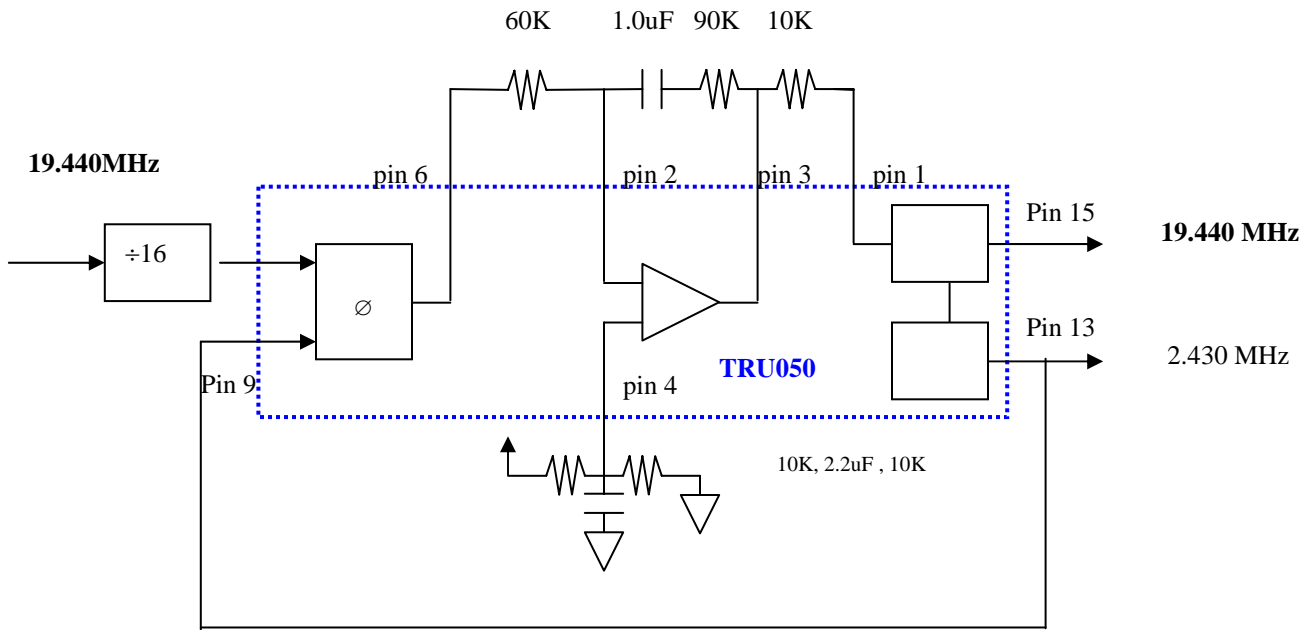 60K 1.0uF 90K 10K
19.440MHz
pin 6 pin 2 pin 3 pin 1
Pin 15
19.440 MHz
÷16
∅
Pin 13
2.430 MHz
TRU050
Pin 9
pin 4
10K, 2.2uF , 10K